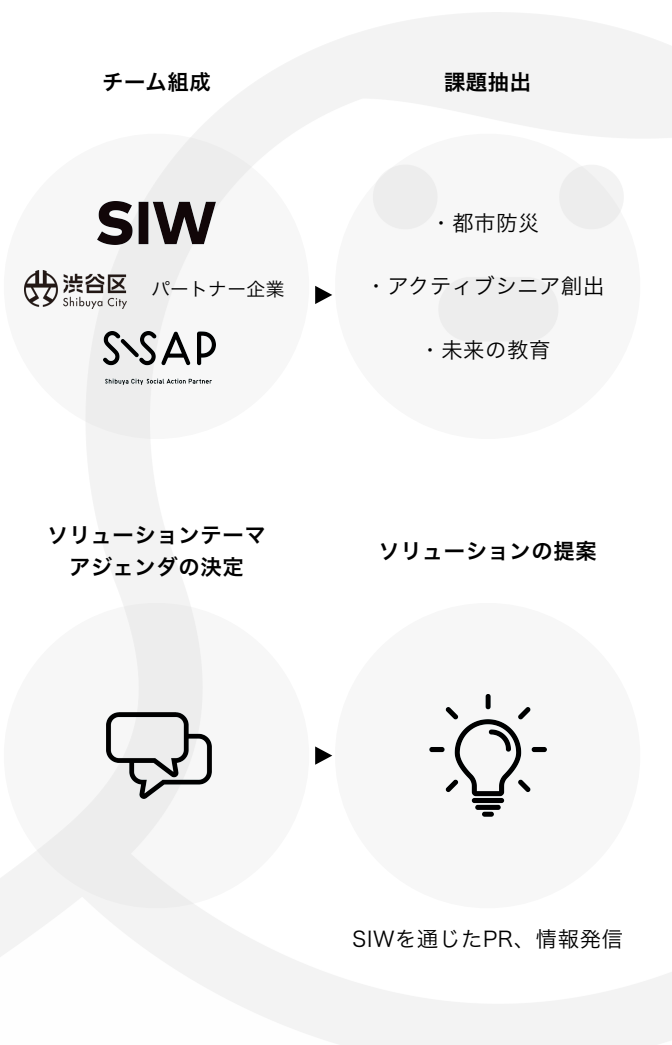 チーム組成
SIW
渋谷区
Shibuya City
パートナー企業
S-SAP
Shibuya City Social Action Partner
課題抽出
・都市防災
・アクティブシニア創出
・未来の教育
ソリューションテーマ
アジェンダの決定
ソリューションの提案
SIWを通じたPR、情報発信